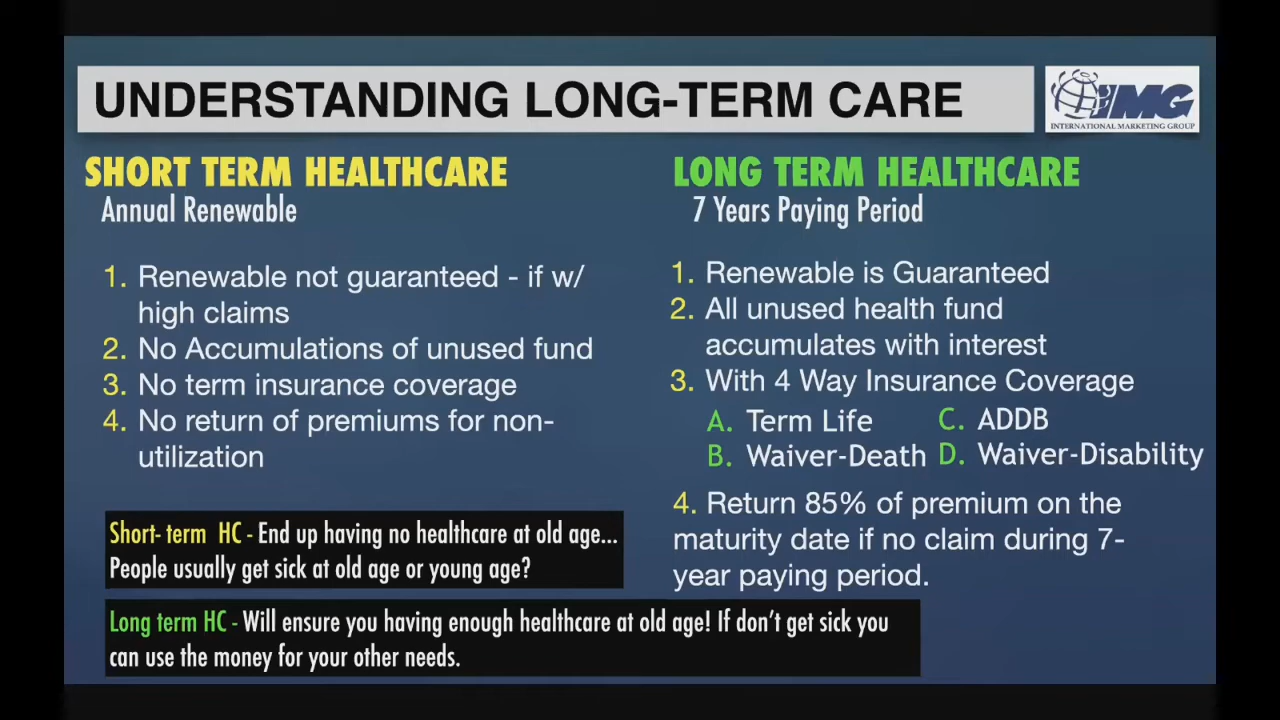 UNDERSTANDING LONG-TERM CARE
IMG
INTERNATIONAL MARKETING GROUP
SHORT TERM HEALTHCARE
Annual Renewable
1. Renewable not guaranteed - if w/
high claims
2. No Accumulations of unused fund
3. No term insurance coverage
4. No return of premiums for non-
utilization
LONG TERM HEALTHCARE
7 Years Paying Period
1. Renewable is Guaranteed
2. All unused health fund
accumulates with interest
3. With 4 Way Insurance Coverage
A. Term Life C. ADDB
B. Waiver-Death D. Waiver-Disability
4. Return 85% of premium on the
maturity date if no claim during 7-
year paying period.
Short- term HC - End up having no healthcare at old age...
People usually get sick at old age or young age?
Long term HC - Will ensure you having enough healthcare at old age! If don't get sick you
can use the money for your other needs.